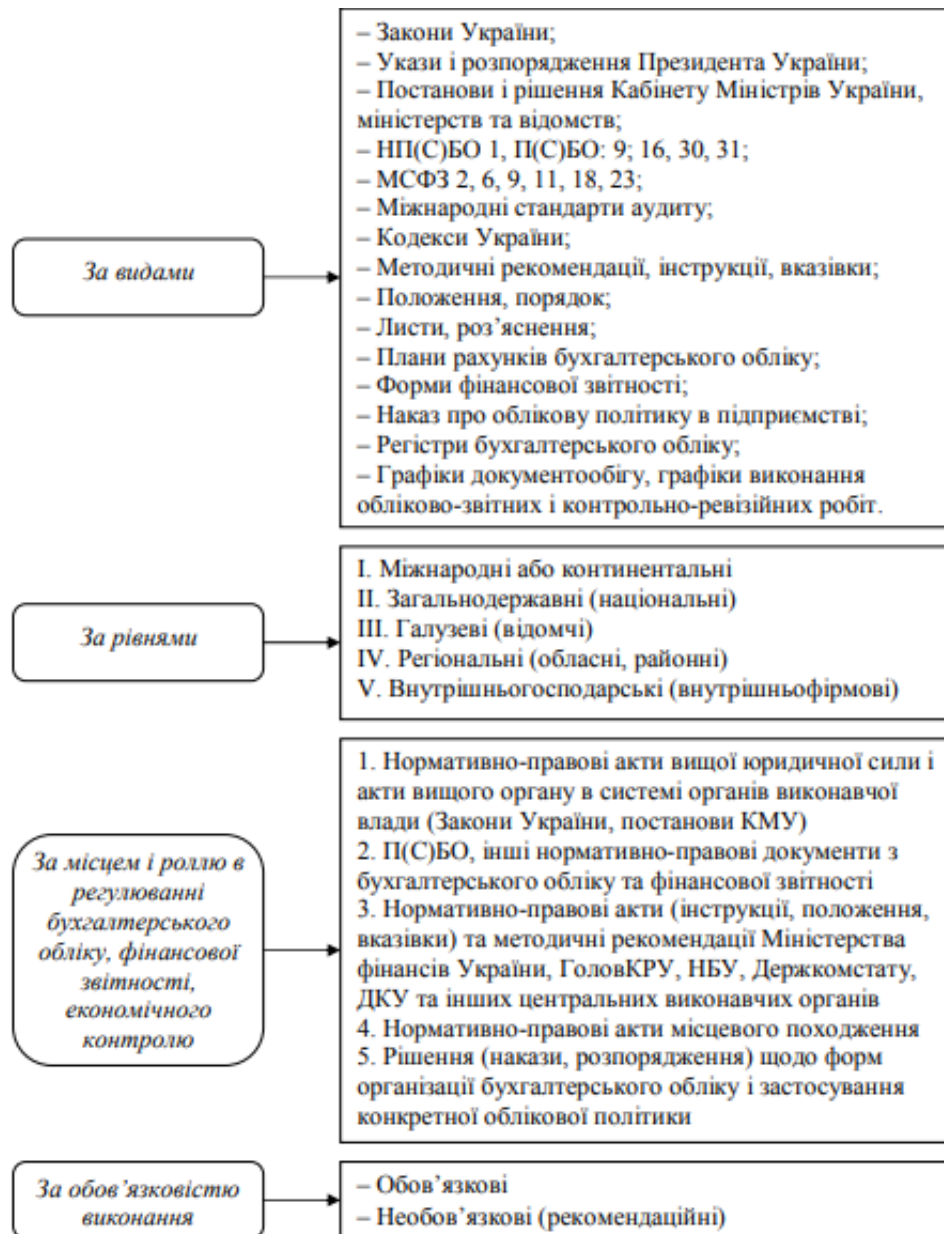 – Закони України;
– Укази і розпорядження Президента України;
– Постанови і рішення Кабінету Міністрів України,
міністерств та відомств;
– НП(С)БО 1, П(С)БО: 9; 16, 30, 31;
– МСФЗ 2, 6, 9, 11, 18, 23;
– Міжнародні стандарти аудиту;
– Кодекси України;
– Методичні рекомендації, інструкції, вказівки;
– Положення, порядок;
– Листи, роз’яснення;
– Плани рахунків бухгалтерського обліку;
– Форми фінансової звітності;
– Наказ про облікову політику в підприємстві;
– Регістри бухгалтерського обліку;
– Графіки документообігу, графіки виконання
обліково-звітних і контрольно-ревізійних робіт.
За видами
І. Міжнародні або континентальні
ІІ. Загальнодержавні (національні)
ІІІ. Галузеві (відомчі)
IV. Регіональні (обласні, районні)
V. Внутрішньогосподарські (внутрішньофірмові)
За рівнями
1. Нормативно-правові акти вищої юридичної сили і
акти вищого органу в системі органів виконавчої
влади (Закони України, постанови КМУ)
2. П(С)БО, інші нормативно-правові документи з
бухгалтерського обліку та фінансової звітності
3. Нормативно-правові акти (інструкції, положення,
вказівки) та методичні рекомендації Міністерства
фінансів України, ГоловКРУ, НБУ, Держкомстату,
ДКУ та інших центральних виконавчих органів
4. Нормативно-правові акти місцевого походження
5. Рішення (накази, розпорядження) щодо форм
організації бухгалтерського обліку і застосування
конкретної облікової політики
За місцем і роллю в
регулюванні
бухгалтерського
обліку, фінансової
звітності,
економічного
контролю
За обов’язковістю
виконання
– Обов’язкові
– Необов’язкові (рекомендаційні)